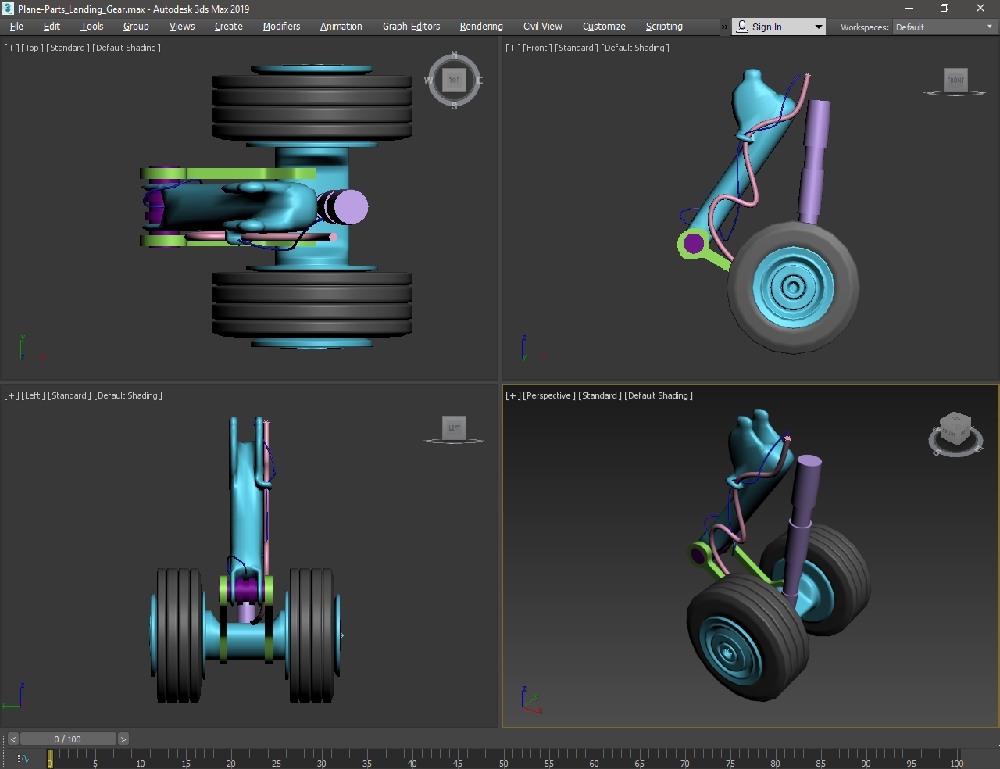 Plane-Parts_Landing_Gear.max - Autodesk 3ds Max 2019
File Edit Tools Group Views Create Modifiers Animation Graph Editors Rendering Civil View Customize Scripting » Sign In Workspaces: Default
[+] [Top] [Standard] [Default Shading]
N
W TOP E
S
[+] [Front] [Standard] [Default Shading]
FRONT
y x
z x
[+] [Left] [Standard] [Default Shading]
LEFT
[+] [Perspective] [Standard] [Default Shading]
z
z
< 0 / 100 >
0 5 10 15 20 25 30 35 40 45 50 55 60 65 70 75 80 85 90 95 100